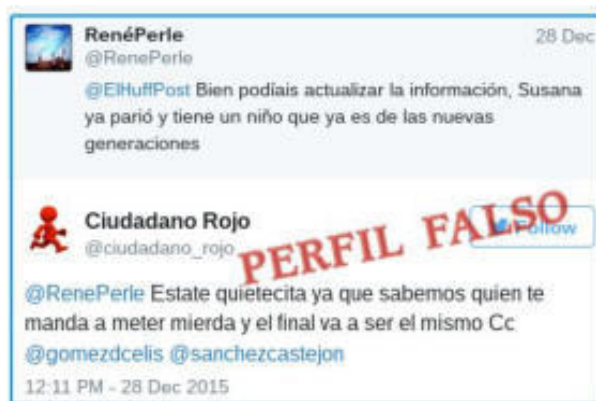 RenéPerle 28 Dec
@RenePerle
@ElHuffPost Bien podíais actualizar la información, Susana
ya parió y tiene un niño que ya es de las nuevas
generaciones
Ciudadano Rojo Follow
@ciudadano_rojo
PERFIL FALSO
@RenePerle Estate quietecita ya que sabemos quien te
manda a meter mierda y el final va a ser el mismo Cc
@gomezdcelis @sanchezcastejon
12:11 PM - 28 Dec 2015